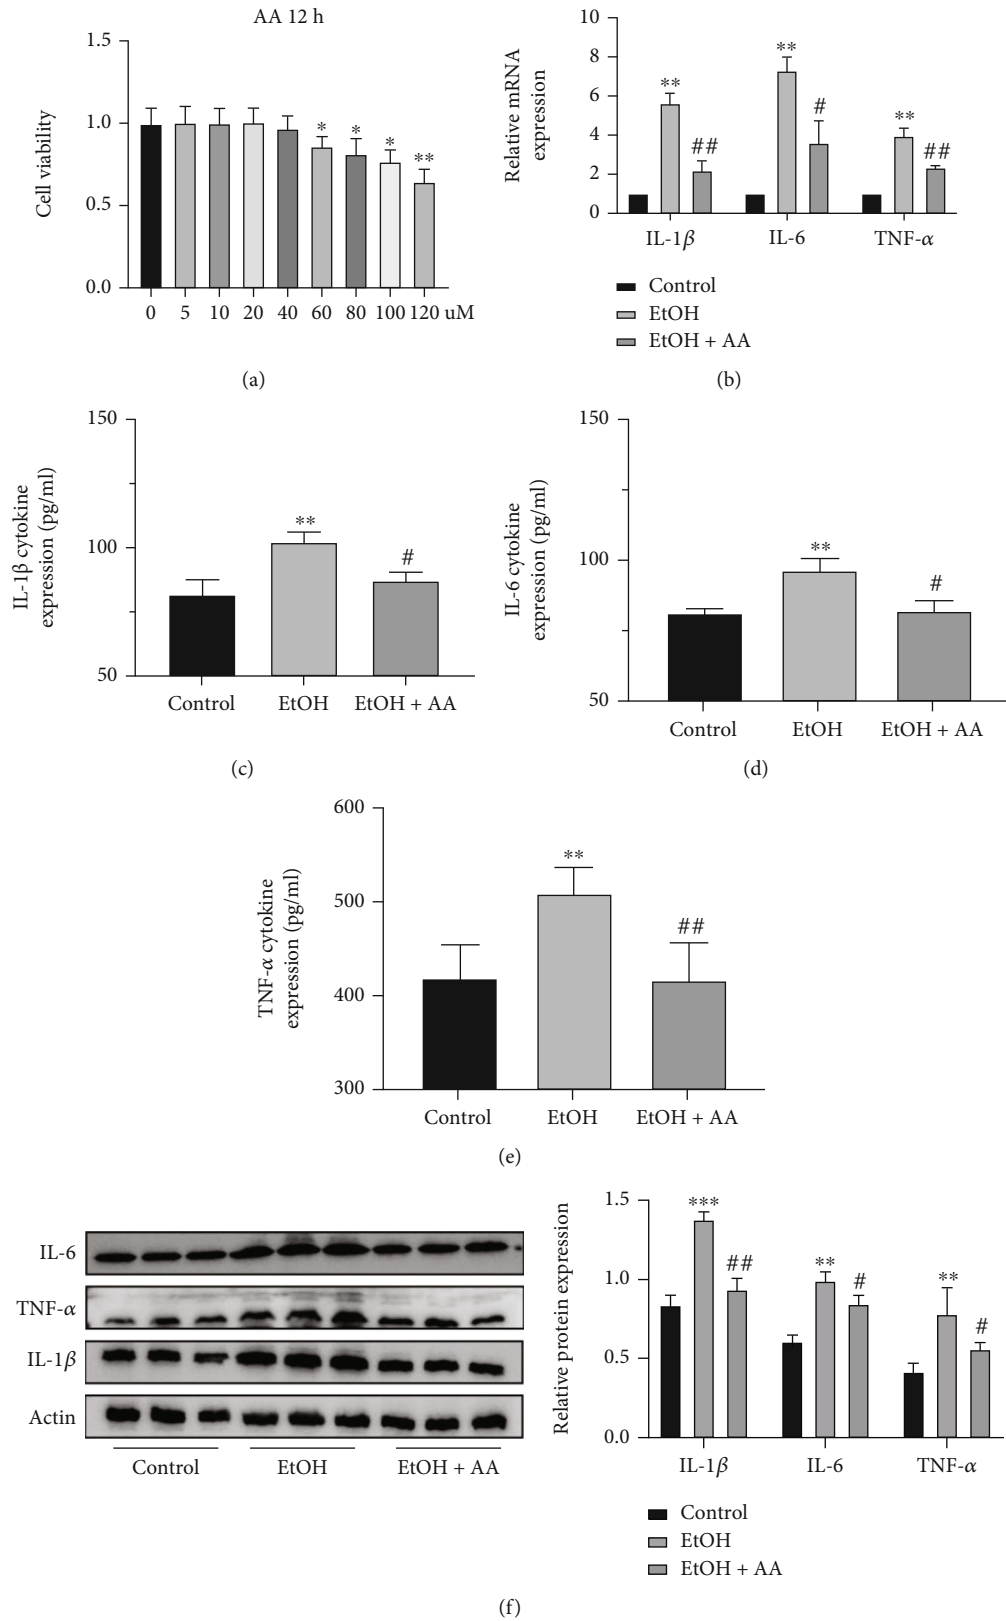 AA 12 h
Cell viability
1.5
1.0
0.5
0.0
*
*
*
**
0 5 10 20 40 60 80 100 120 uM
(a)
Relative mRNA
expression
10
8
6
4
2
0
** ## ** # ** ##
IL-1β IL-6 TNF-α
Control
EtOH
EtOH + AA
(b)
IL-1β cytokine
expression (pg/ml)
150
100
50
** #
Control EtOH EtOH + AA
(c)
IL-6 cytokine
expression (pg/ml)
150
100
50
** #
Control EtOH EtOH + AA
(d)
TNF-α cytokine
expression (pg/ml)
600
500
400
300
** ##
Control EtOH EtOH + AA
(e)
IL-6
TNF-α
IL-1β
Actin
Control EtOH EtOH + AA
Relative protein expression
1.5
1.0
0.5
0.0
*** ## ** # ** #
IL-1β IL-6 TNF-α
Control
EtOH
EtOH + AA
(f)